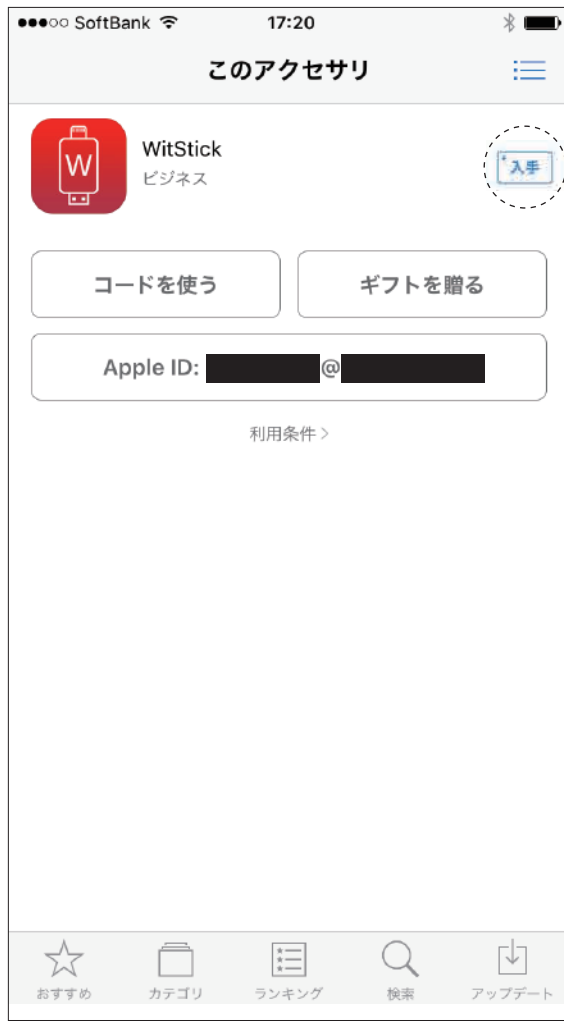 ●●●○○ SoftBank 17:20
このアクセサリ
W
WitStick
ビジネス
+入手
コードを使う
ギフトを贈る
Apple ID: @
利用条件 >
おすすめ
カテゴリ
ランキング
検索
アップデート